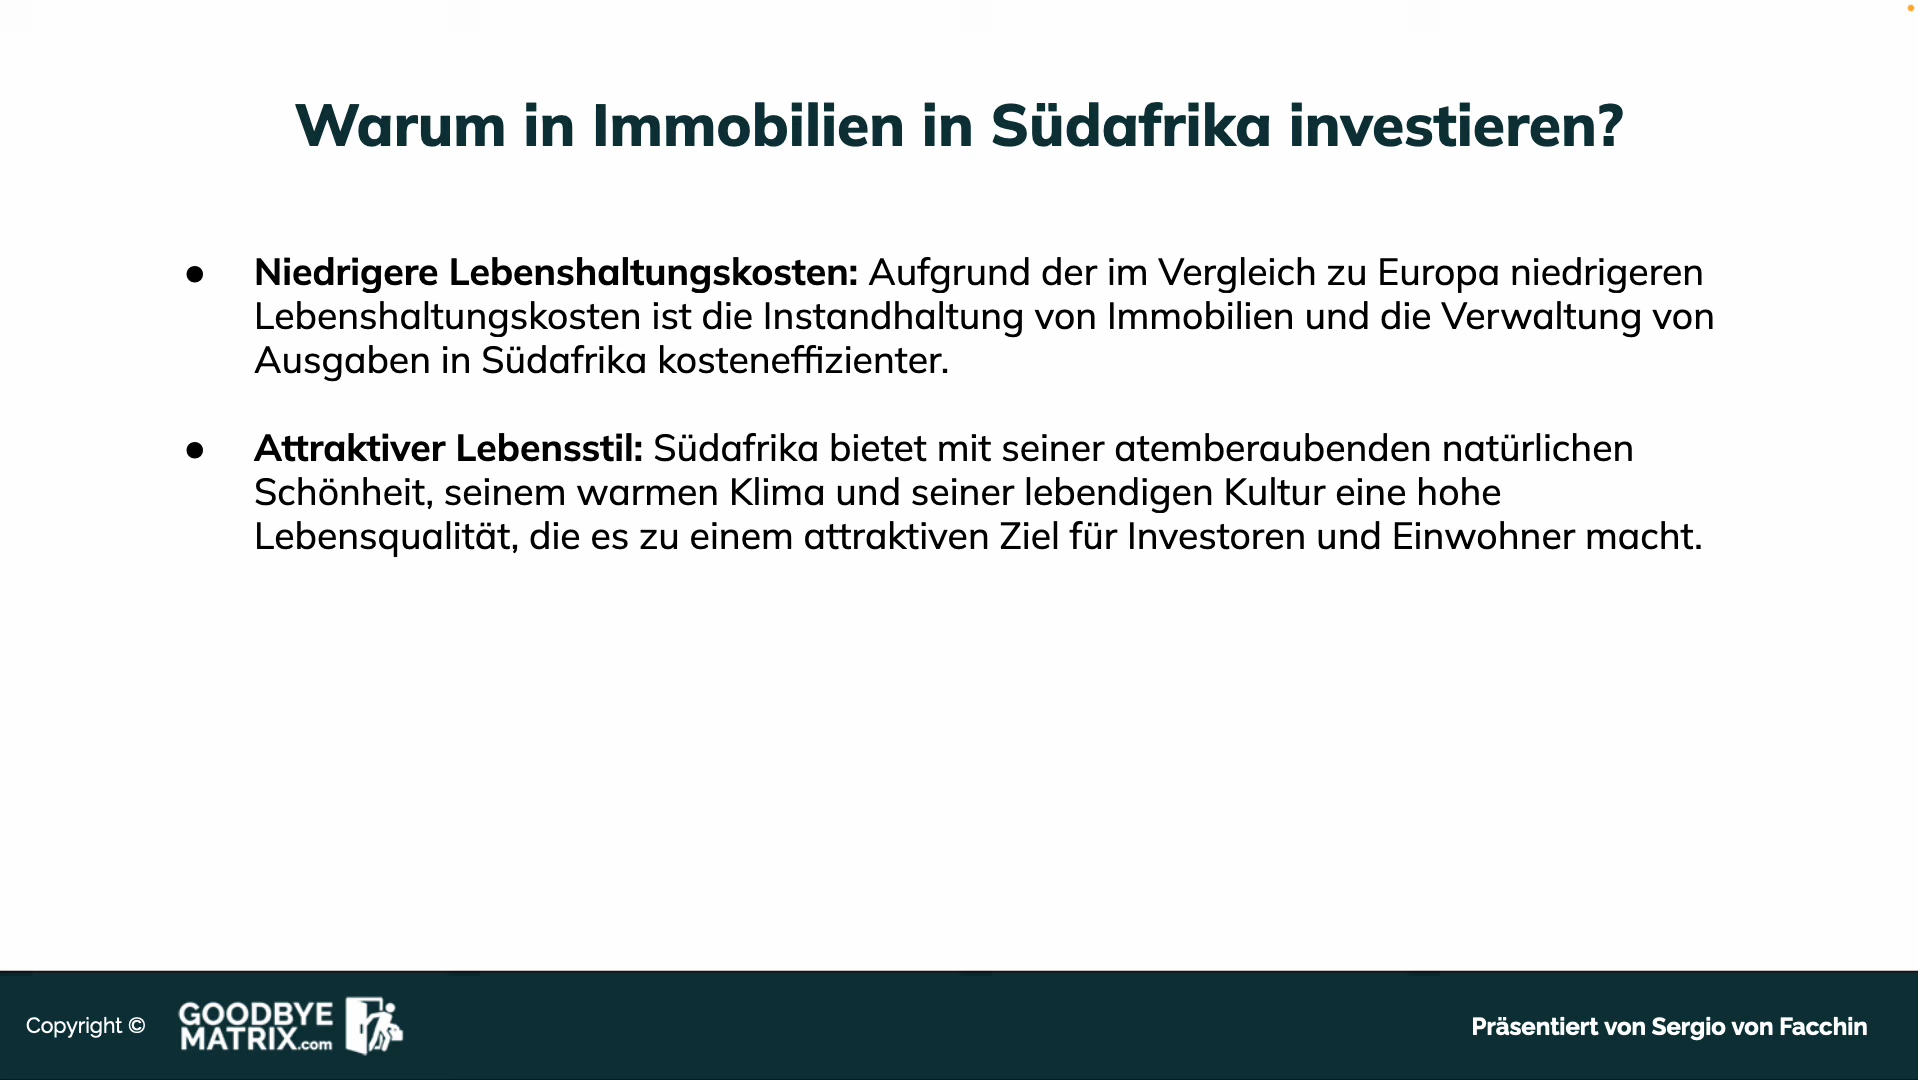 Warum in Immobilien in Südafrika investieren?
● Niedrigere Lebenshaltungskosten: Aufgrund der im Vergleich zu Europa niedrigeren
Lebenshaltungskosten ist die Instandhaltung von Immobilien und die Verwaltung von
Ausgaben in Südafrika kosteneffizienter.
● Attraktiver Lebensstil: Südafrika bietet mit seiner atemberaubenden natürlichen
Schönheit, seinem warmen Klima und seiner lebendigen Kultur eine hohe
Lebensqualität, die es zu einem attraktiven Ziel für Investoren und Einwohner macht.
Copyright ©
GOODBYE
MATRIX.com
Präsentiert von Sergio von Facchin